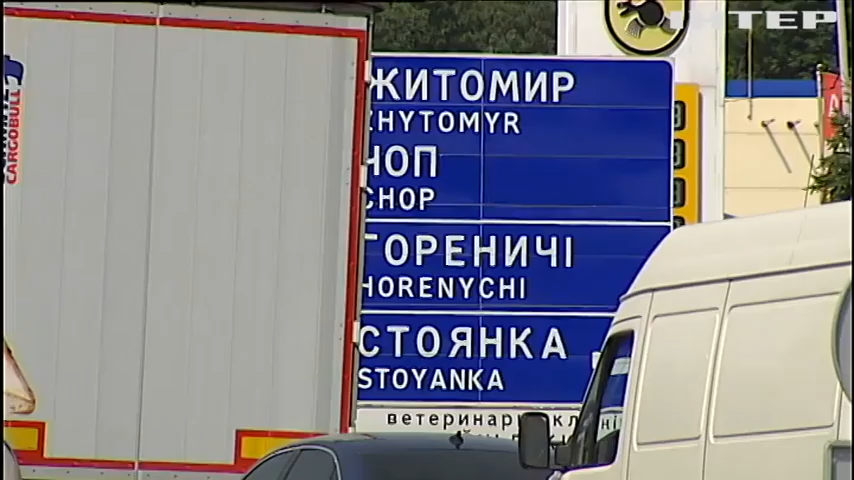 ІНТЕР
CARGOBULL
ЖИТОМИР
ZHYTOMYR
ЧОП
CHOP
ГОРЕНИЧІ
HORENYCHI
СТОЯНКА
STOYANKA